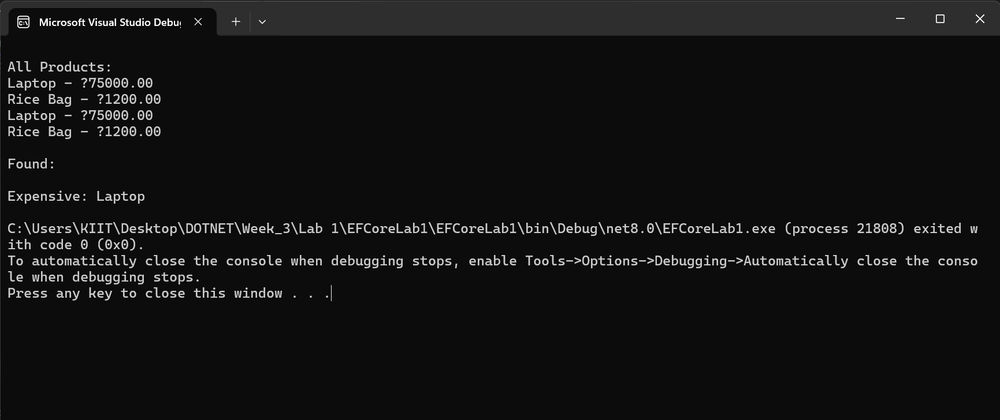 Microsoft Visual Studio Debu
All Products:
Laptop - ?75000.00
Rice Bag - ?1200.00
Laptop - ?75000.00
Rice Bag - ?1200.00
Found:
Expensive: Laptop
C:\Users\KIIT\Desktop\DOTNET\Week_3\Lab 1\EFCoreLab1\EFCoreLab1\bin\Debug\net8.0\EFCoreLab1.exe (process 21808) exited w
ith code 0 (0x0).
To automatically close the console when debugging stops, enable Tools->Options->Debugging->Automatically close the conso
le when debugging stops.
Press any key to close this window . . .